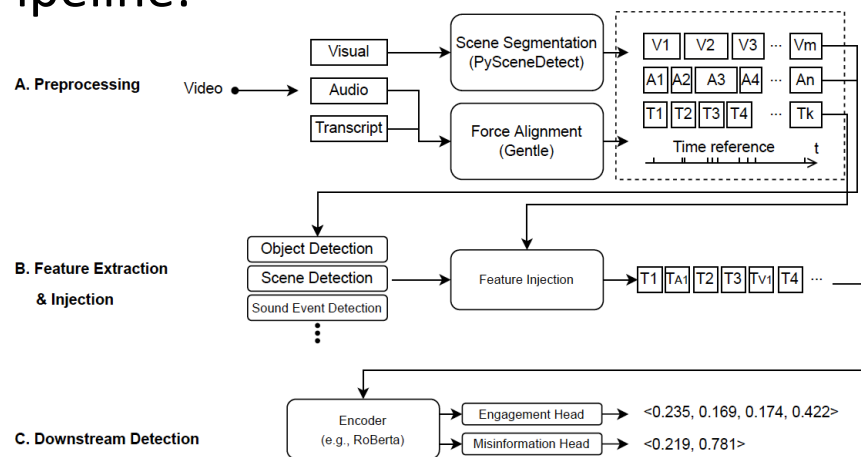 ipeline?
A. Preprocessing
Video
Visual
Audio
Transcript
Scene Segmentation
(PySceneDetect)
Force Alignment
(Gentle)
V1 V2 V3 ... Vm
A1 A2 A3 A4 ... An
T1 T2 T3 T4 ... Tk
Time reference t
B. Feature Extraction
& Injection
Object Detection
Scene Detection
Sound Event Detection
Feature Injection
T1 TA1 T2 T3 TV1 T4 ...
C. Downstream Detection
Encoder
(e.g., RoBerta)
Engagement Head
Misinformation Head
<0.235, 0.169, 0.174, 0.422>
<0.219, 0.781>